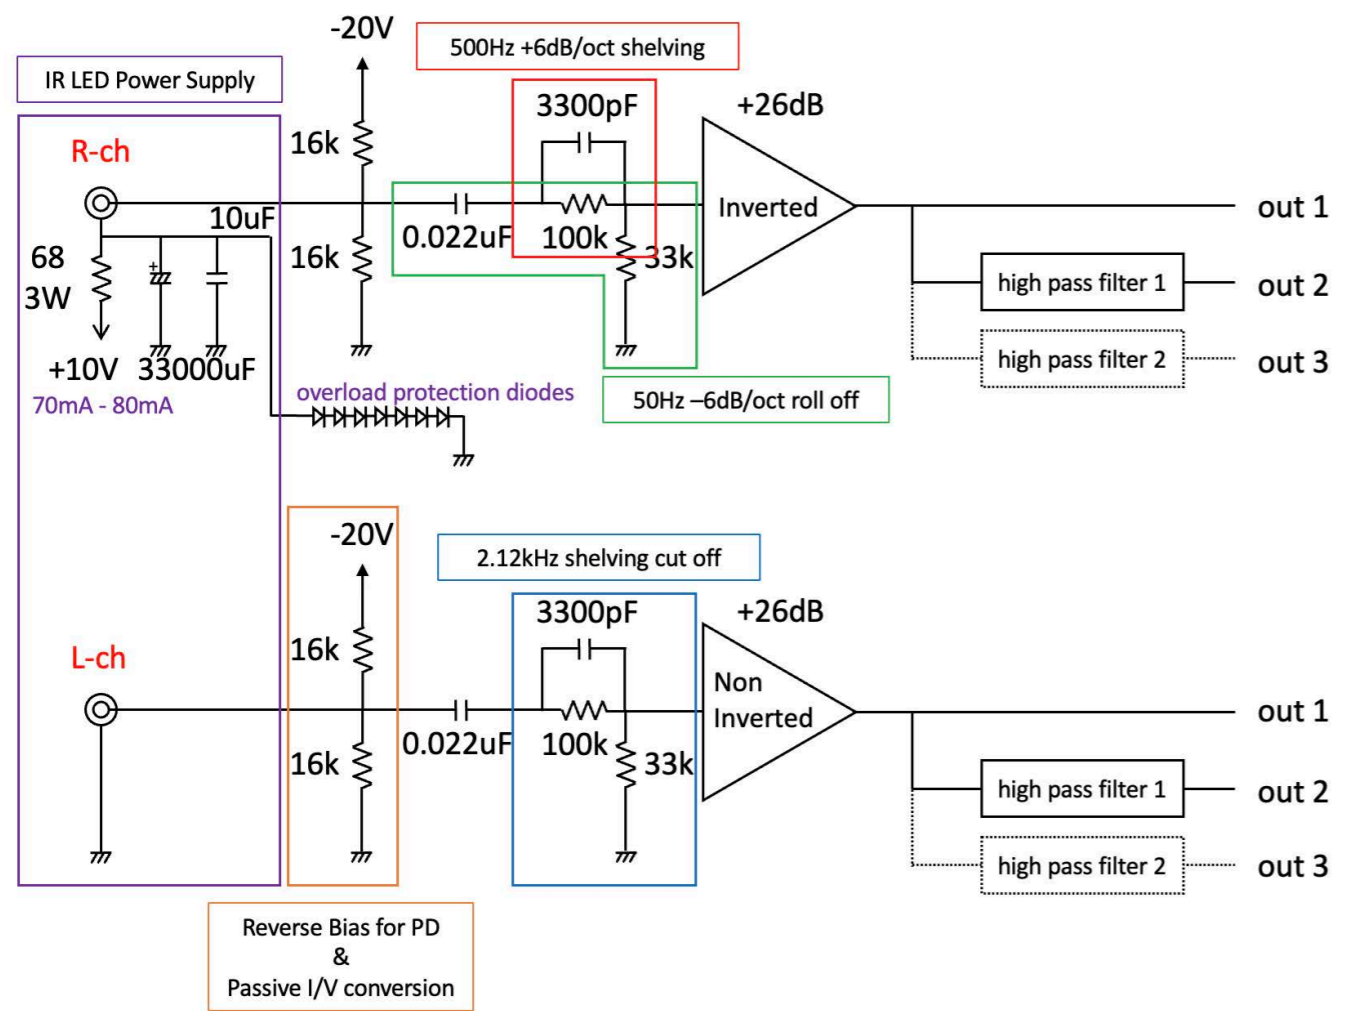 -20V
500Hz +6dB/oct shelving
IR LED Power Supply
3300pF
+26dB
16k
R-ch
Inverted
out 1
10uF
0.022uF
100k
68
3W
16k
33k
high pass filter 1
out 2
+10V
33000uF
high pass filter 2
out 3
70mA - 80mA
overload protection diodes
50Hz –6dB/oct roll off
-20V
2.12kHz shelving cut off
3300pF
+26dB
16k
L-ch
Non
Inverted
out 1
0.022uF
100k
16k
33k
high pass filter 1
out 2
high pass filter 2
out 3
Reverse Bias for PD
&
Passive I/V conversion
+